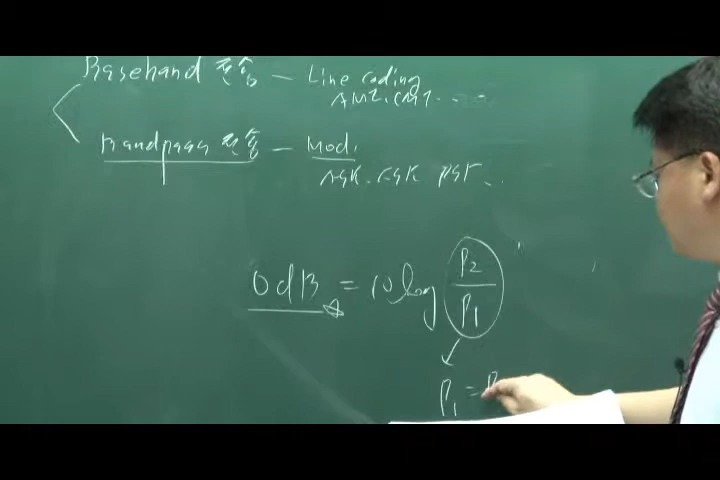 Baseband 전송 — Line coding
AMI. CMI. . .
Bandpass 전송 — Mod.
ASK. FSK PSK . .
0dB = 10 log P2/P1
P1 = P